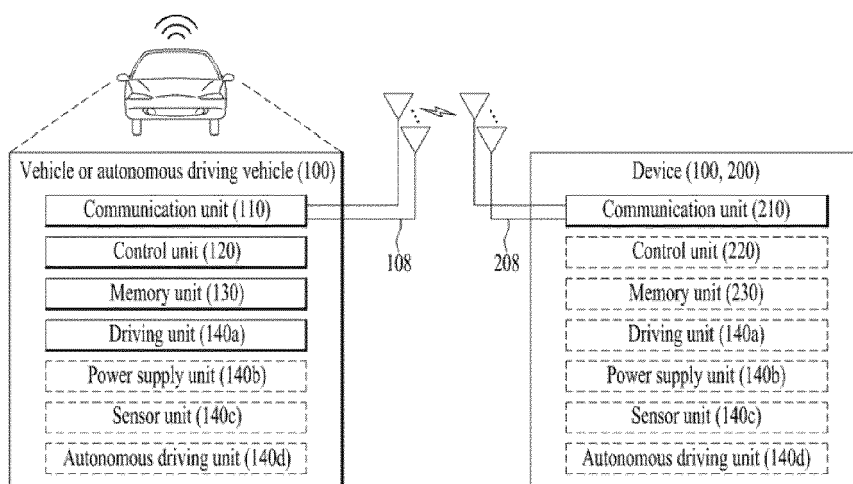 Vehicle or autonomous driving vehicle (100)
Communication unit (110)
Control unit (120)
Memory unit (130)
Driving unit (140a)
Power supply unit (140b)
Sensor unit (140c)
Autonomous driving unit (140d)
108
208
Device (100, 200)
Communication unit (210)
Control unit (220)
Memory unit (230)
Driving unit (140a)
Power supply unit (140b)
Sensor unit (140c)
Autonomous driving unit (140d)